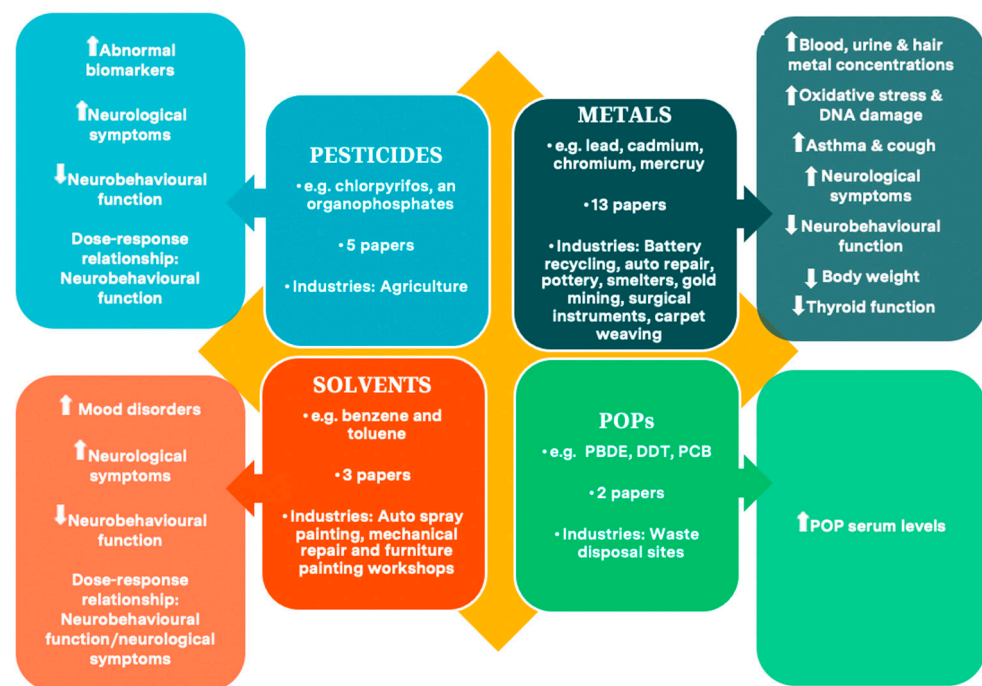 ⬆Abnormal
biomarkers
⬆Neurological
symptoms
⬇Neurobehavioural
function
Dose-response
relationship:
Neurobehavioural
function
PESTICIDES
• e.g. chlorpyrifos, an
organophosphates
• 5 papers
• Industries: Agriculture
METALS
• e.g. lead, cadmium,
chromium, mercruy
• 13 papers
• Industries: Battery
recycling, auto repair,
pottery, smelters, gold
mining, surgical
instruments, carpet
weaving
⬆Blood, urine & hair
metal concentrations
⬆Oxidative stress &
DNA damage
⬆Asthma & cough
⬆Neurological
symptoms
⬇Neurobehavioural
function
⬇Body weight
⬇Thyroid function
⬆ Mood disorders
⬆Neurological
symptoms
⬇Neurobehavioural
function
Dose-response
relationship:
Neurobehavioural
function/neurological
symptoms
SOLVENTS
• e.g. benzene and
toluene
• 3 papers
• Industries: Auto spray
painting, mechanical
repair and furniture
painting workshops
POPs
• e.g. PBDE, DDT, PCB
• 2 papers
• Industries: Waste
disposal sites
⬆POP serum levels